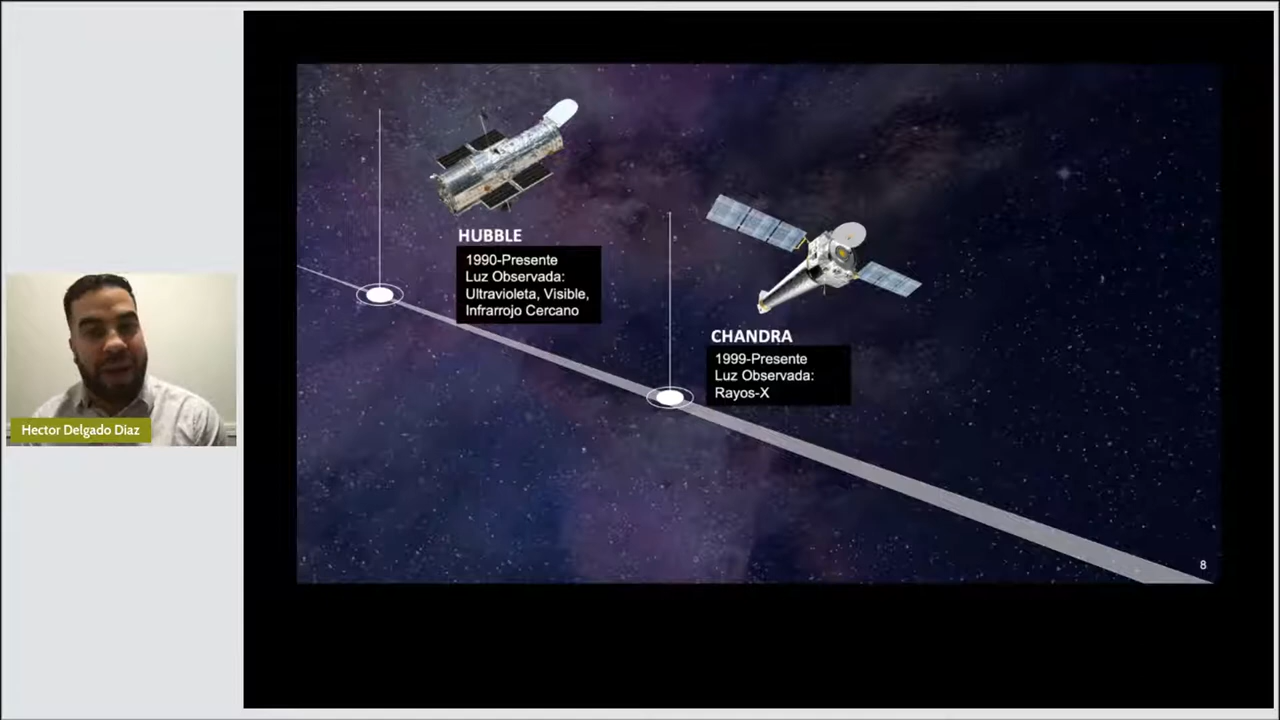 HUBBLE
1990-Presente
Luz Observada:
Ultravioleta, Visible,
Infrarrojo Cercano
CHANDRA
1999-Presente
Luz Observada:
Rayos-X
Hector Delgado Diaz
8